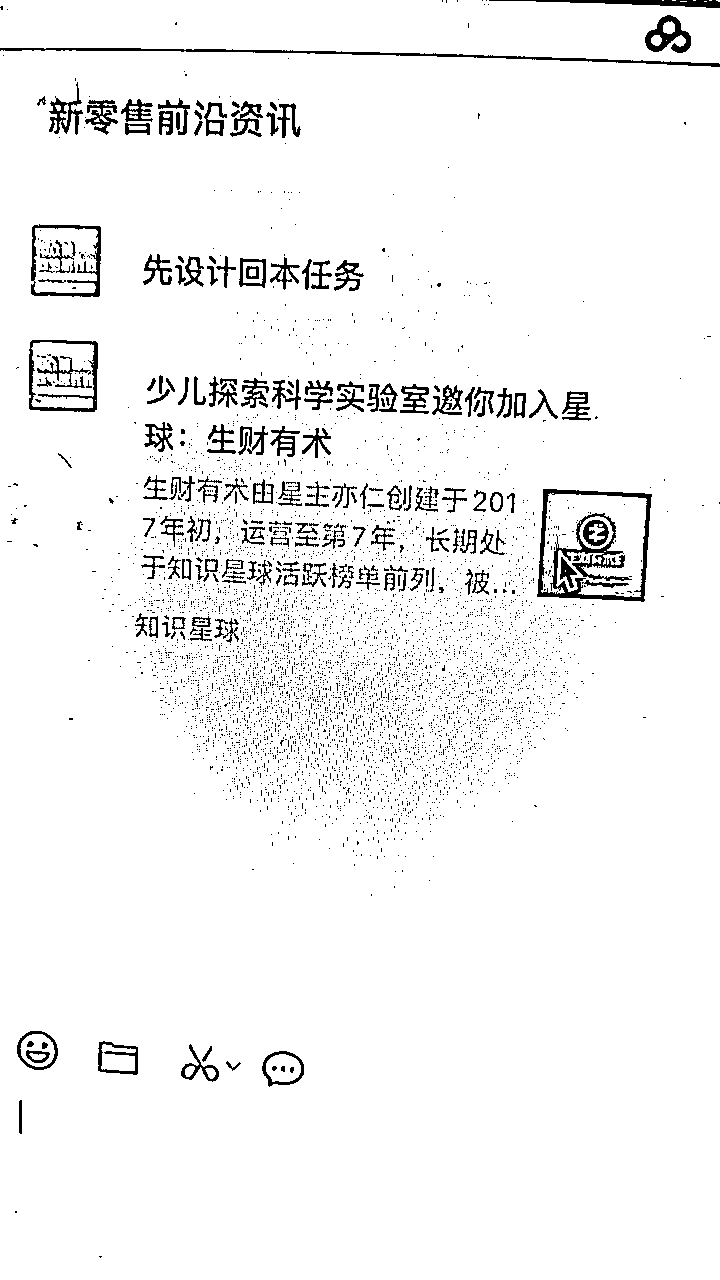 新零售前沿资讯
先设计回本任务
少儿探索科学实验室邀你加入星
球：生财有术
生财有术由星主亦仁创建于201
7年初，运营至第7年，长期处
于知识星球活跃榜单前列，被...
知识星球